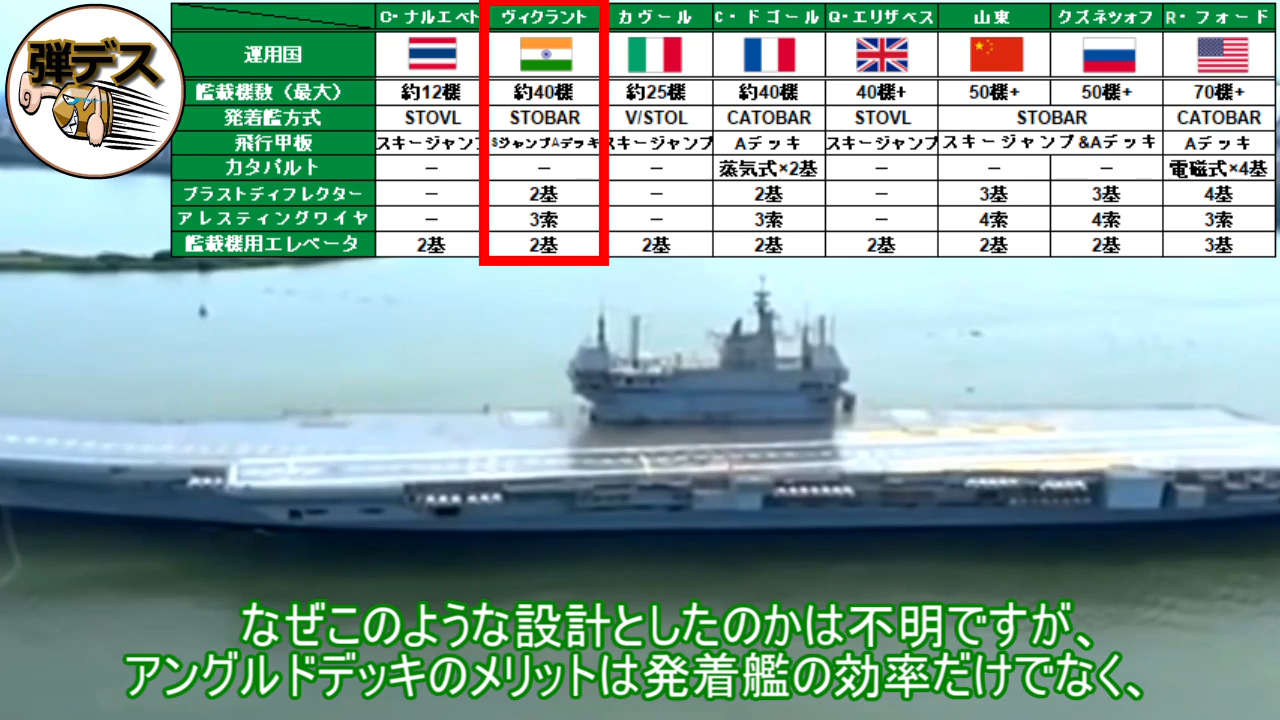 弾デス
C・ナルエベト ヴィクラント カヴール C・ドゴール Q・エリザベス 山東 クズネツォフ R・フォード
運用国
艦載機数（最大） 約12機 約40機 約25機 約40機 40機+ 50機+ 50機+ 70機+
発着艦方式 STOVL STOBAR V/STOL CATOBAR STOVL STOBAR CATOBAR
飛行甲板 スキージャンプ SジャンプAデッキ スキージャンプ Aデッキ スキージャンプ スキージャンプ&Aデッキ Aデッキ
カタパルト － － － 蒸気式×2基 － － － 電磁式×4基
ブラストディフレクター － 2基 － 2基 － 3基 3基 4基
アレスティングワイヤ － 3索 － 3索 － 4索 4索 3索
艦載機用エレベータ 2基 2基 2基 2基 2基 2基 2基 3基
なぜこのような設計としたのかは不明ですが、
アングルドデッキのメリットは発着艦の効率だけでなく、